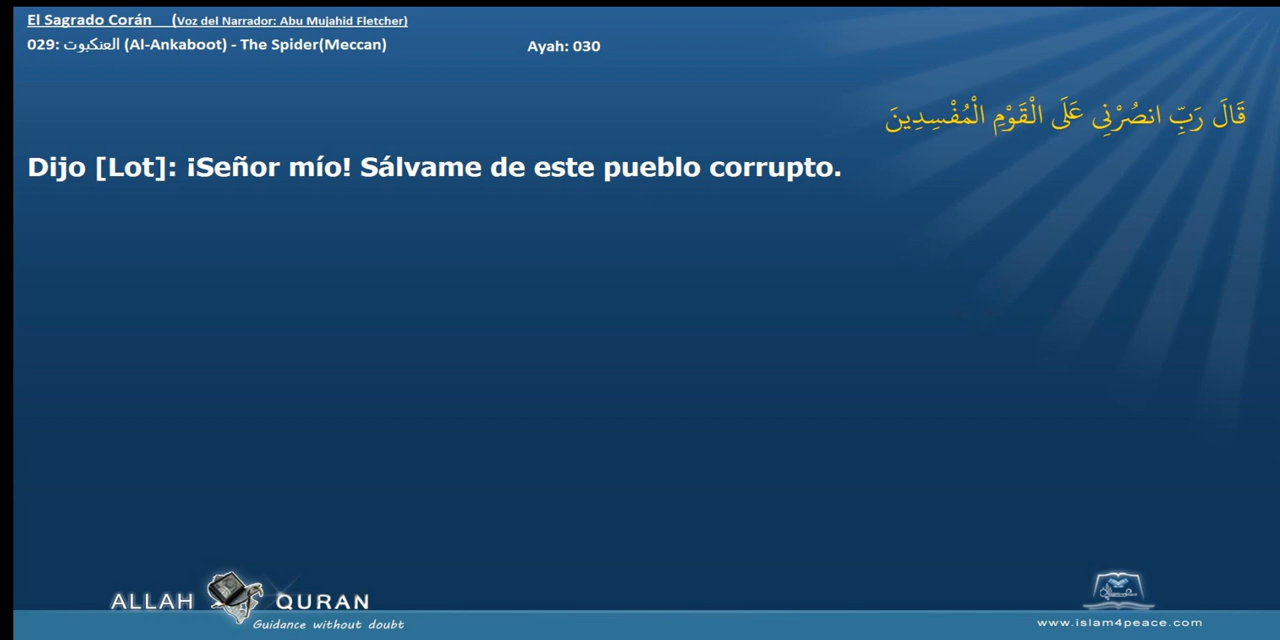 El Sagrado Corán (Voz del Narrador: Abu Mujahid Fletcher)
029: العنكبوت (Al-Ankaboot) - The Spider(Meccan) Ayah: 030
قَالَ رَبِّ انصُرْنِي عَلَى الْقَوْمِ الْمُفْسِدِينَ
Dijo [Lot]: ¡Señor mío! Sálvame de este pueblo corrupto.
ALLAH QURAN
Guidance without doubt
www.islam4peace.com